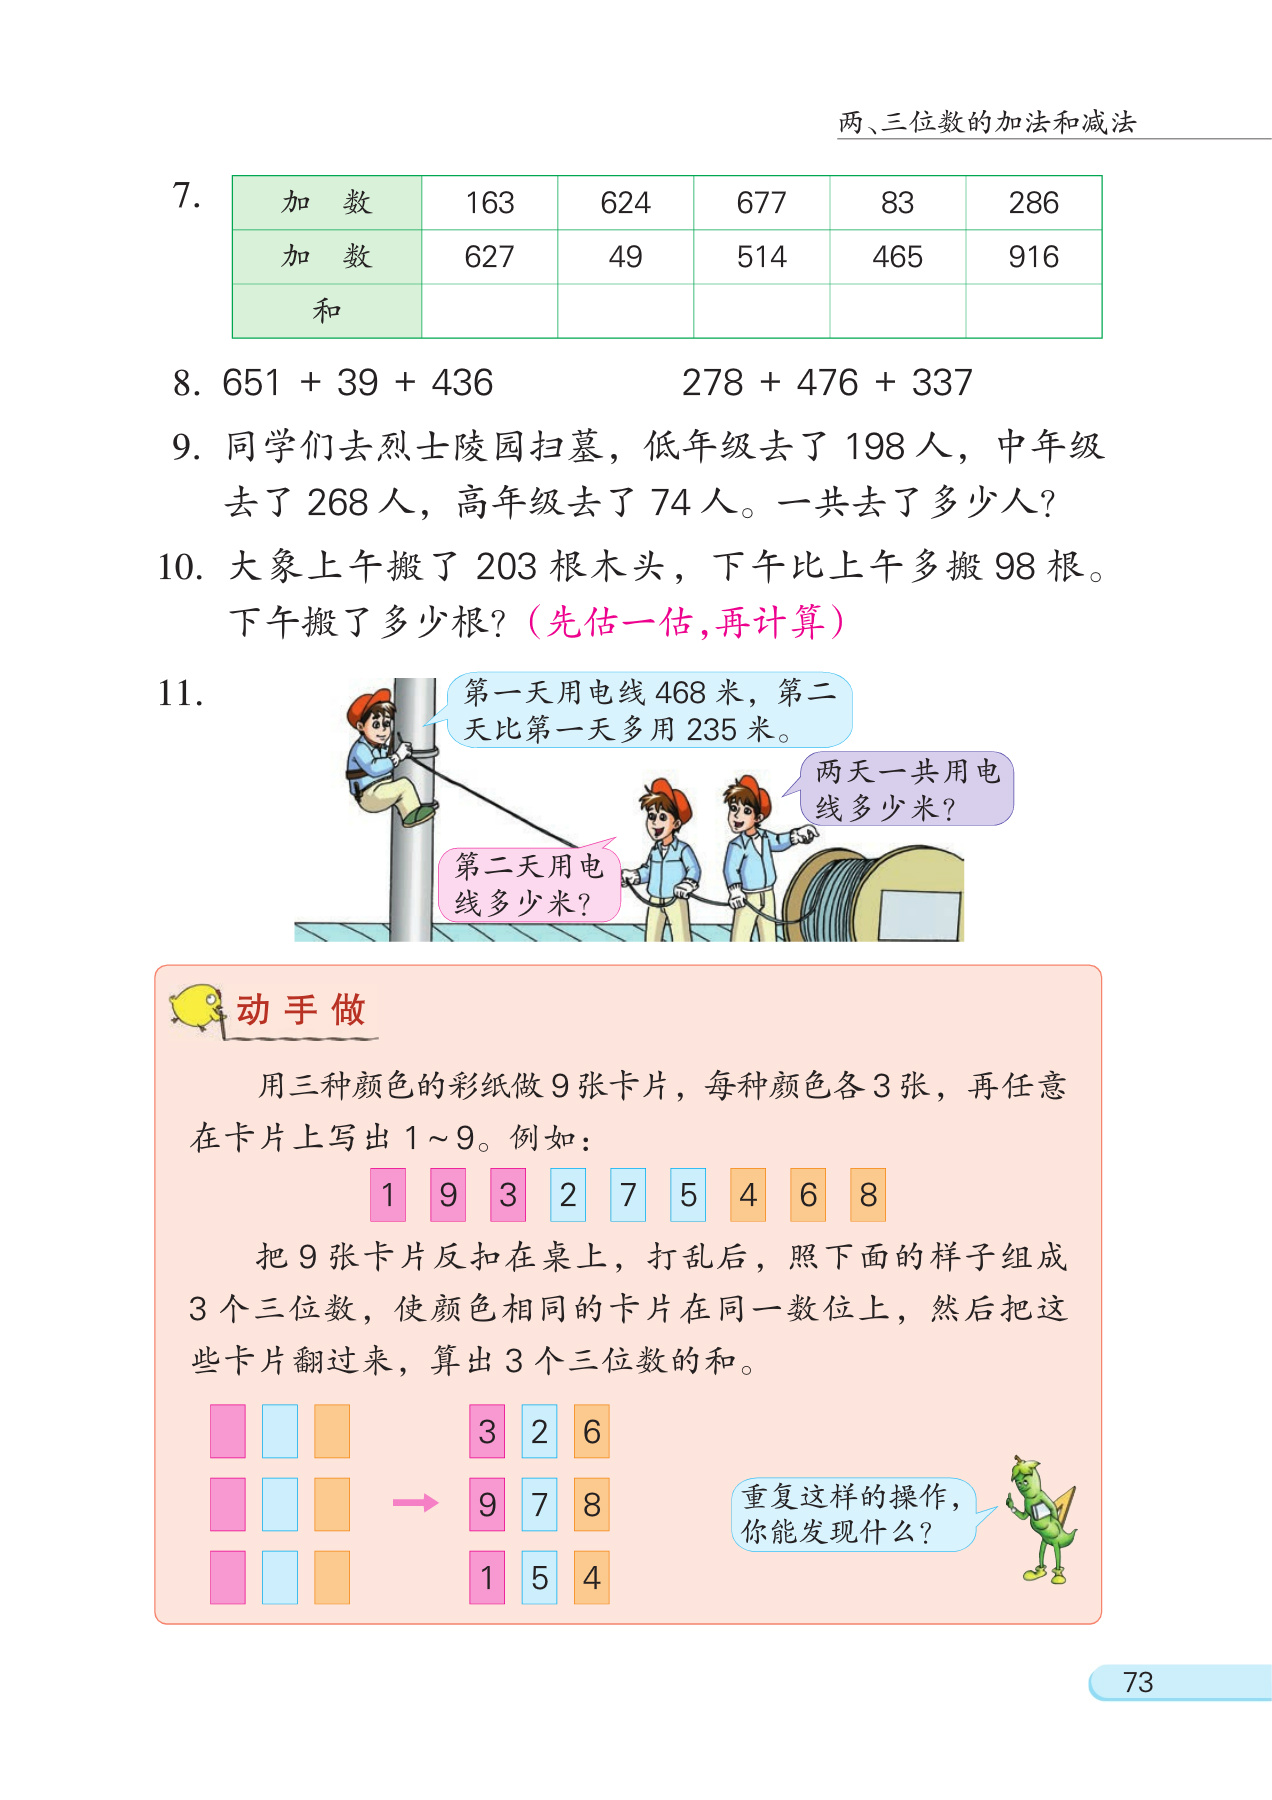 两、三位数的加法和减法
7.
加 数 163 624 677 83 286
加 数 627 49 514 465 916
和
8. 651 + 39 + 436 278 + 476 + 337
9. 同学们去烈士陵园扫墓，低年级去了 198 人，中年级
去了 268 人，高年级去了 74 人。一共去了多少人？
10. 大象上午搬了 203 根木头，下午比上午多搬 98 根。
下午搬了多少根？（先估一估，再计算）
11.
第一天用电线 468 米，第二
天比第一天多用 235 米。
两天一共用电
线多少米？
第二天用电
线多少米？
动手做
用三种颜色的彩纸做 9 张卡片，每种颜色各 3 张，再任意
在卡片上写出 1～9。例如：
1 9 3 2 7 5 4 6 8
把 9 张卡片反扣在桌上，打乱后，照下面的样子组成
3 个三位数，使颜色相同的卡片在同一数位上，然后把这
些卡片翻过来，算出 3 个三位数的和。
3 2 6
9 7 8
1 5 4
重复这样的操作，
你能发现什么？
73